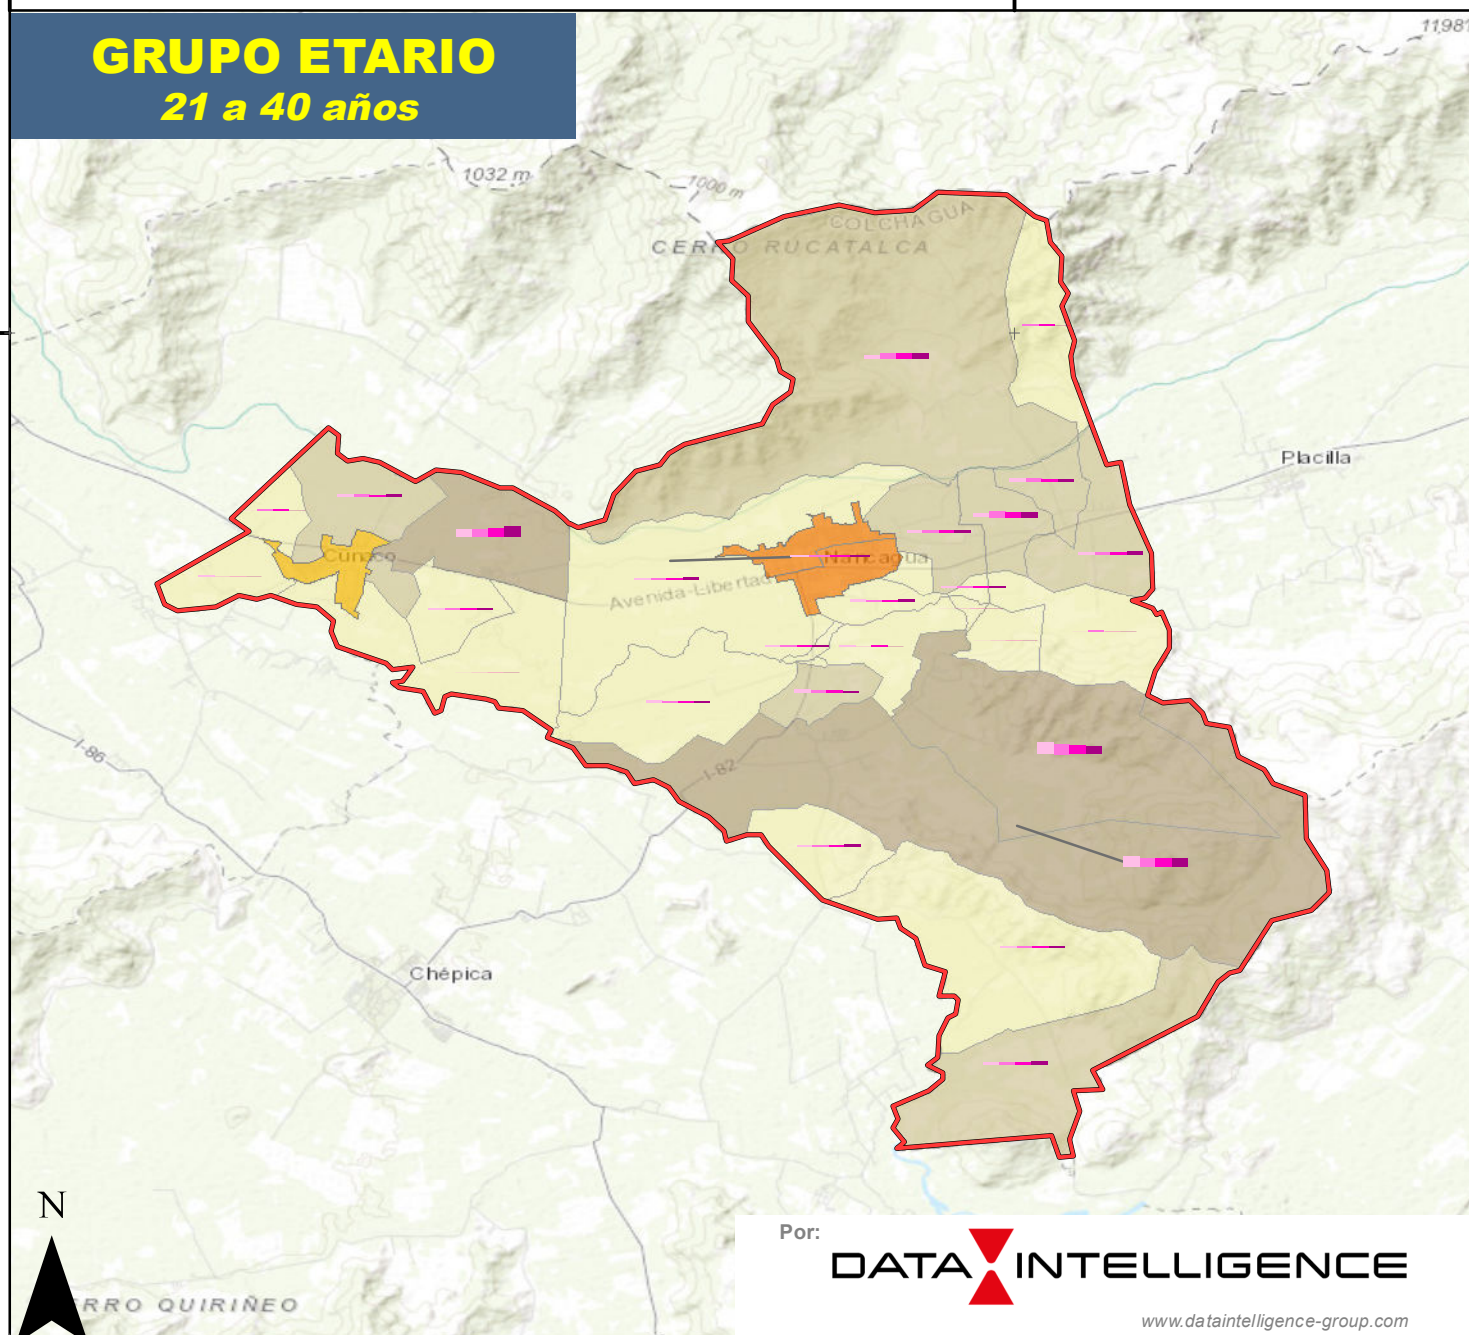 GRUPO ETARIO
21 a 40 años
1032 m
1000 m
COLCHAGUA
CERRO RUCATALCA
Placilla
Cunaco
Nancagua
Avenida-Libertad
I-86
I-82
Chépica
N
RRO QUIRIÑEO
Por:
DATA INTELLIGENCE
www.dataintelligence-group.com